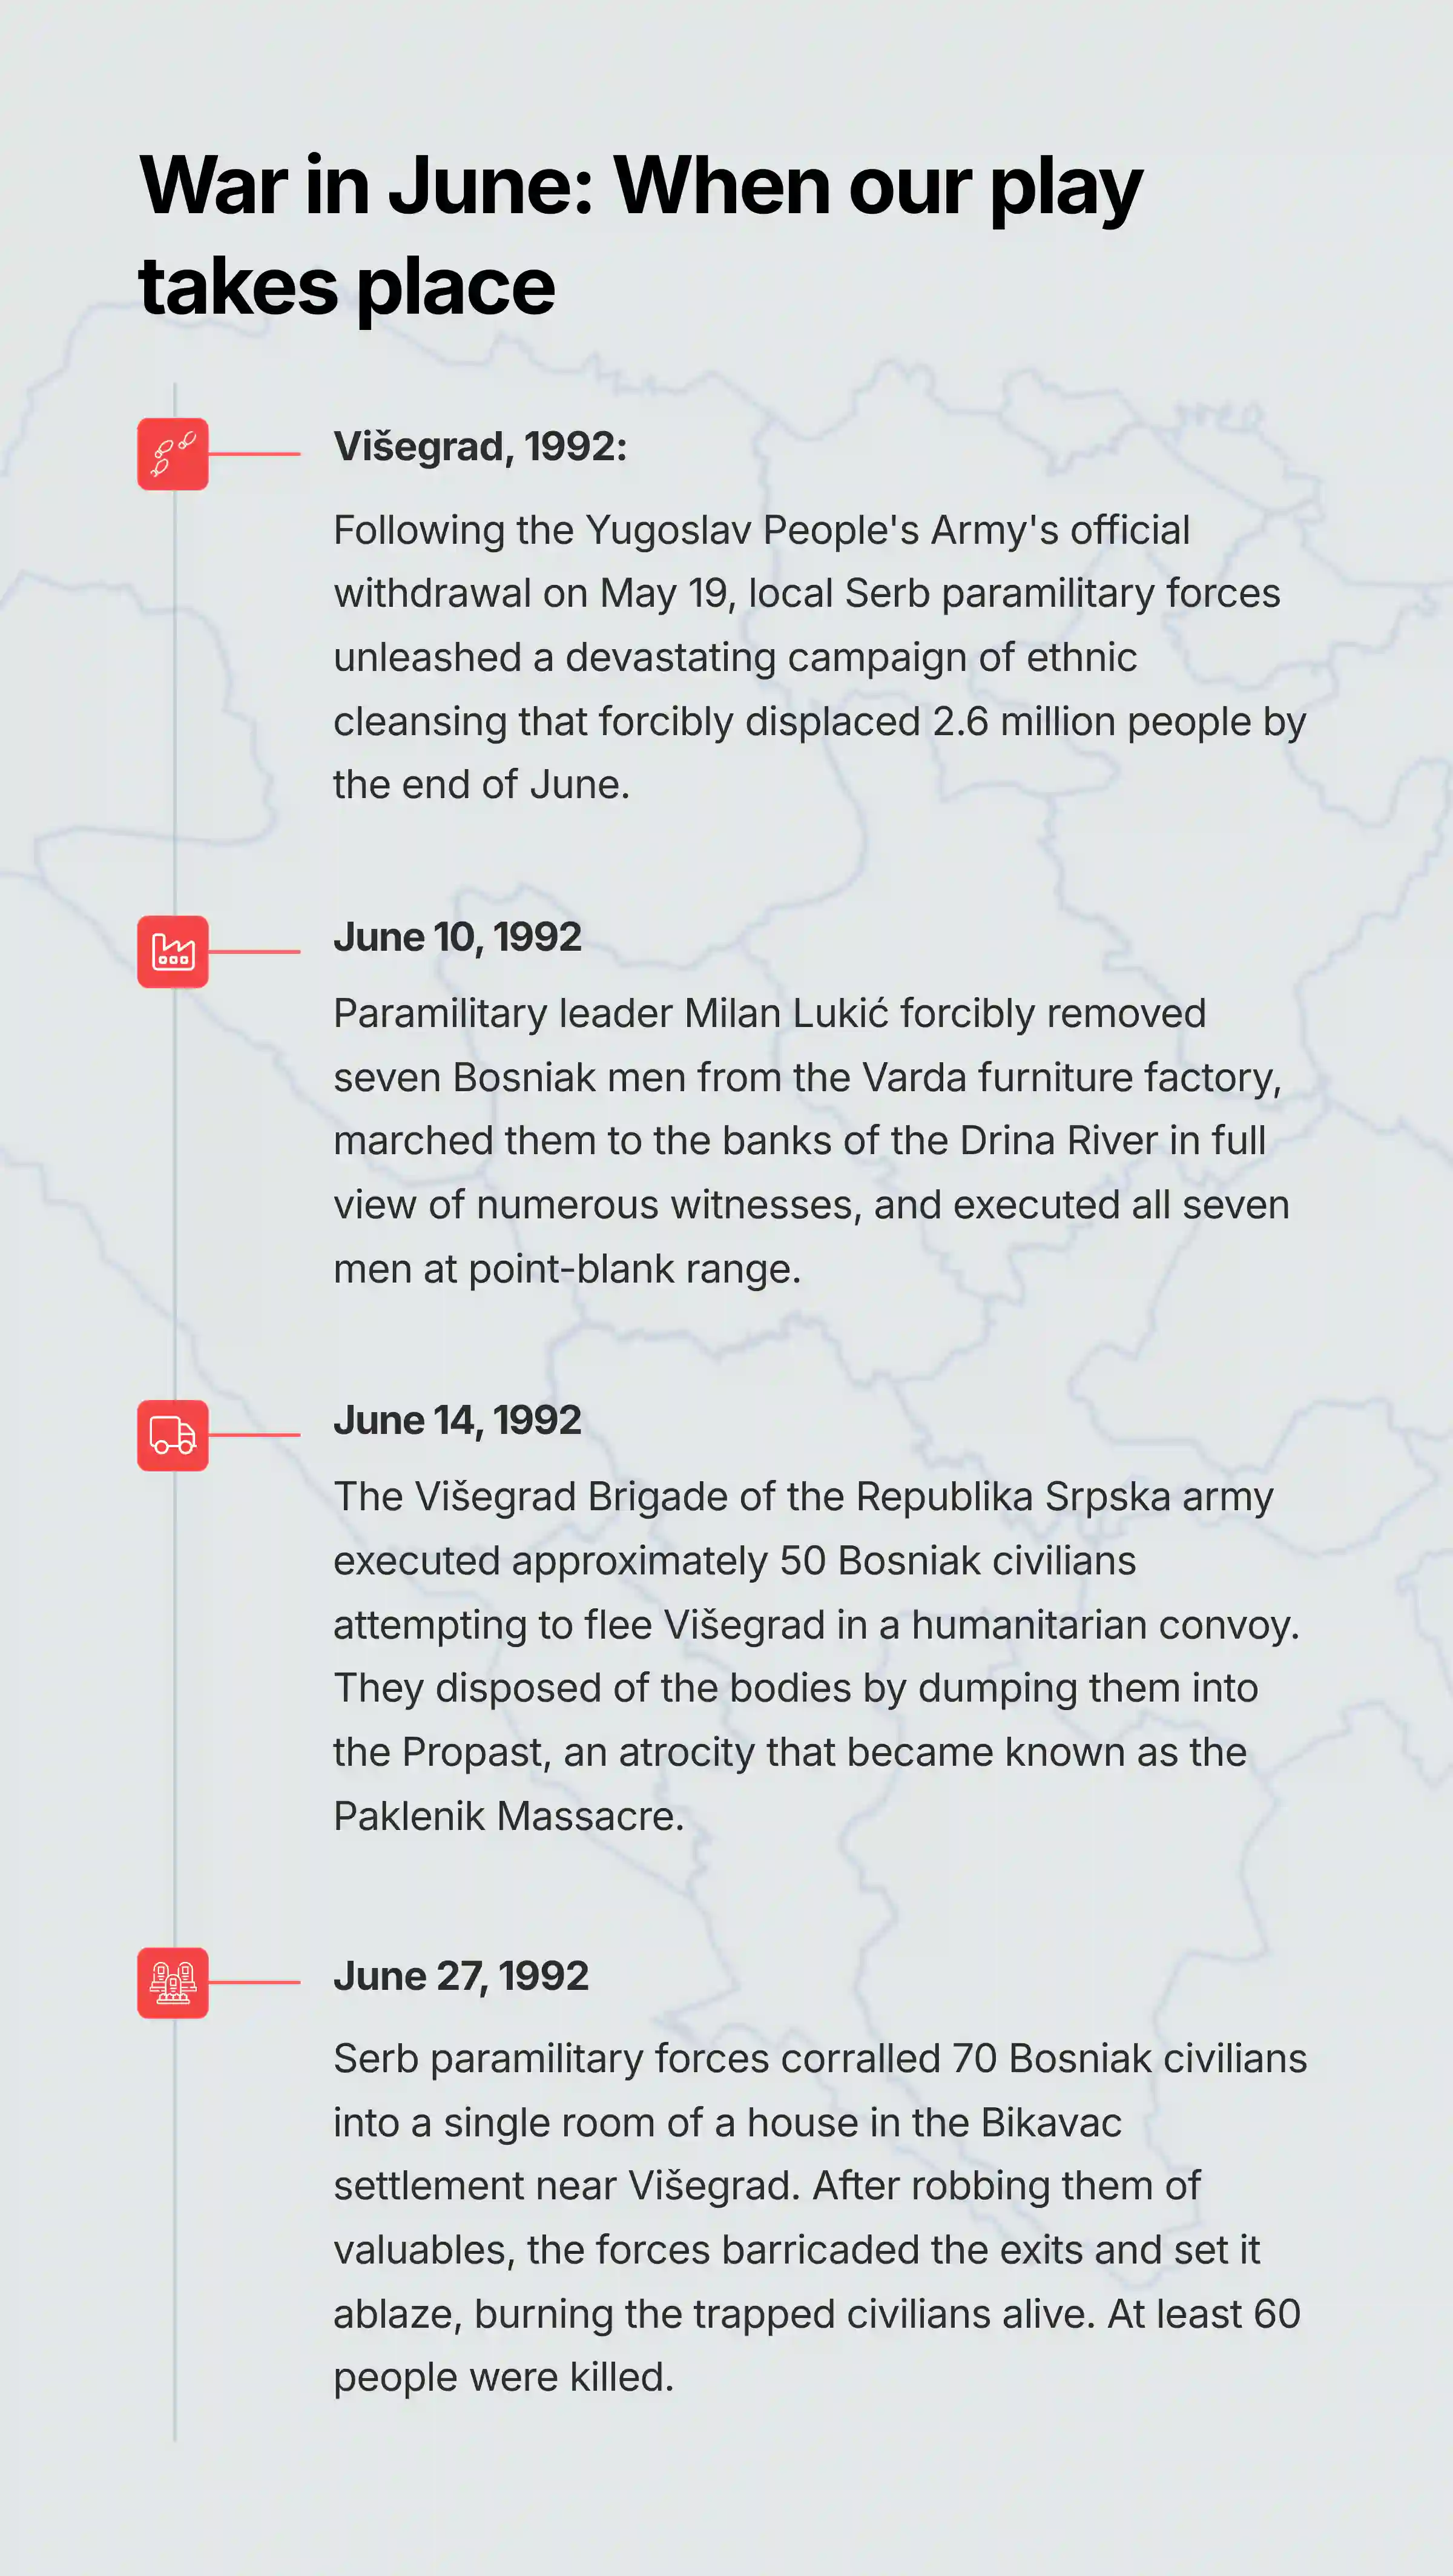 War in June: When our play
takes place
Višegrad, 1992:
Following the Yugoslav People's Army's official
withdrawal on May 19, local Serb paramilitary forces
unleashed a devastating campaign of ethnic
cleansing that forcibly displaced 2.6 million people by
the end of June.
June 10, 1992
Paramilitary leader Milan Lukić forcibly removed
seven Bosniak men from the Varda furniture factory,
marched them to the banks of the Drina River in full
view of numerous witnesses, and executed all seven
men at point-blank range.
June 14, 1992
The Višegrad Brigade of the Republika Srpska army
executed approximately 50 Bosniak civilians
attempting to flee Višegrad in a humanitarian convoy.
They disposed of the bodies by dumping them into
the Propast, an atrocity that became known as the
Paklenik Massacre.
June 27, 1992
Serb paramilitary forces corralled 70 Bosniak civilians
into a single room of a house in the Bikavac
settlement near Višegrad. After robbing them of
valuables, the forces barricaded the exits and set it
ablaze, burning the trapped civilians alive. At least 60
people were killed.